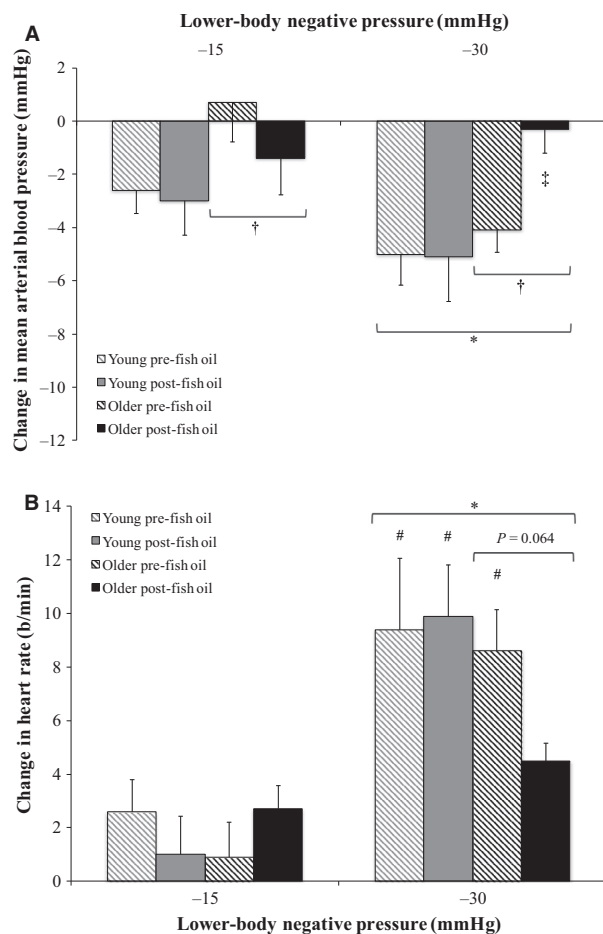 A
Lower-body negative pressure (mmHg)
–15
–30
Change in mean arterial blood pressure (mmHg)
2
0
–2
–4
–6
–8
–10
–12
†
‡
†
*
Young pre-fish oil
Young post-fish oil
Older pre-fish oil
Older post-fish oil
B
Change in heart rate (b/min)
14
12
10
8
6
4
2
0
Young pre-fish oil
Young post-fish oil
Older pre-fish oil
Older post-fish oil
*
# # P = 0.064
#
–15
–30
Lower-body negative pressure (mmHg)